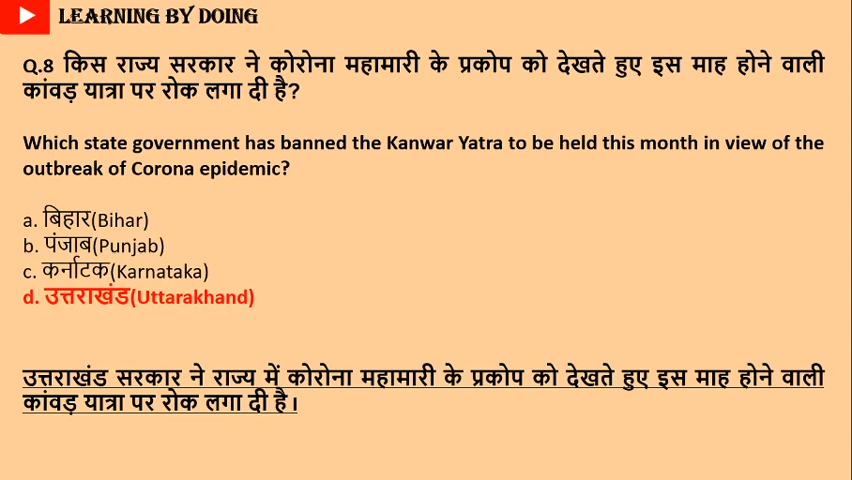 LEARNING BY DOING
Q.8 किस राज्य सरकार ने कोरोना महामारी के प्रकोप को देखते हुए इस माह होने वाली
कांवड़ यात्रा पर रोक लगा दी है?
Which state government has banned the Kanwar Yatra to be held this month in view of the
outbreak of Corona epidemic?
a. बिहार(Bihar)
b. पंजाब(Punjab)
c. कर्नाटक(Karnataka)
d. उत्तराखंड(Uttarakhand)
उत्तराखंड सरकार ने राज्य में कोरोना महामारी के प्रकोप को देखते हुए इस माह होने वाली
कांवड़ यात्रा पर रोक लगा दी है।